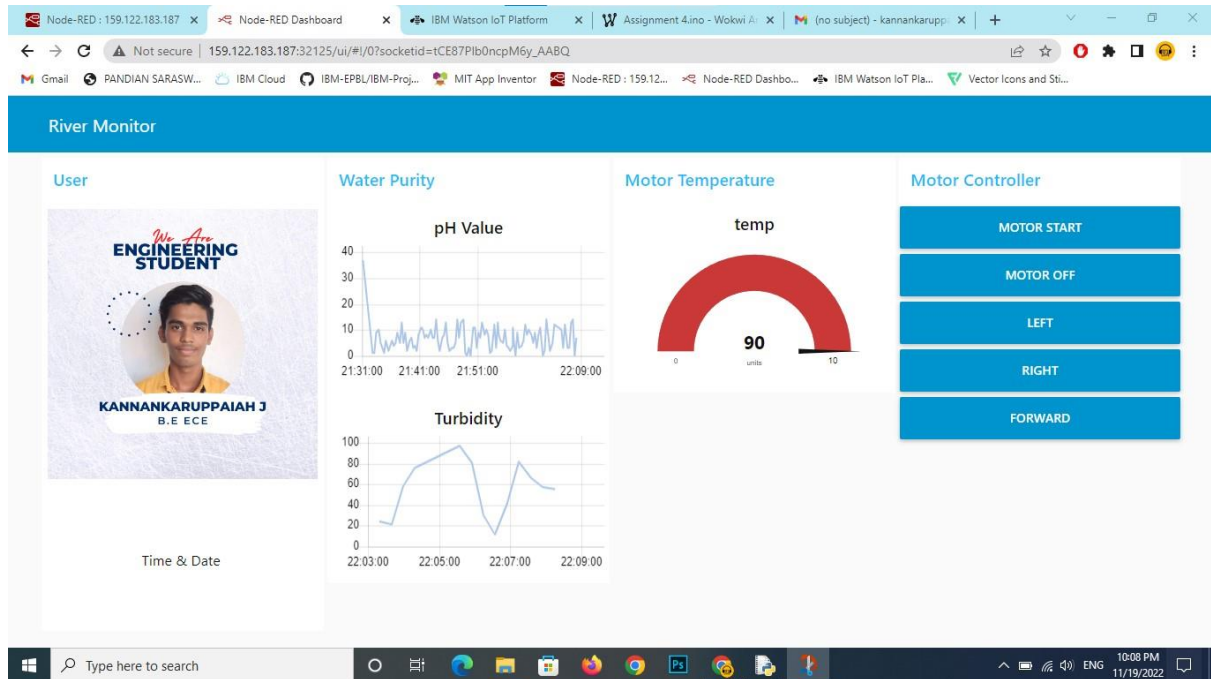 Node-RED : 159.122.183.187
Node-RED Dashboard
IBM Watson IoT Platform
Assignment 4.ino - Wokwi A
(no subject) - kannankarupp
Not secure | 159.122.183.187:32125/ui/#!/0?socketid=tCE87PIb0ncpM6y_AABQ
Gmail
PANDIAN SARASW...
IBM Cloud
IBM-EPBL/IBM-Proj...
MIT App Inventor
Node-RED : 159.12...
Node-RED Dashbo...
IBM Watson IoT Pla...
Vector Icons and Sti...
River Monitor
User
We Are
ENGINEERING
STUDENT
KANNANKARUPPAIAH J
B.E ECE
Time & Date
Water Purity
pH Value
40
30
20
10
0
21:31:00 21:41:00 21:51:00 22:09:00
Turbidity
100
80
60
40
20
0
22:03:00 22:05:00 22:07:00 22:09:00
Motor Temperature
temp
90
units
0 10
Motor Controller
MOTOR START
MOTOR OFF
LEFT
RIGHT
FORWARD
Type here to search
Ps
ENG
10:08 PM
11/19/2022